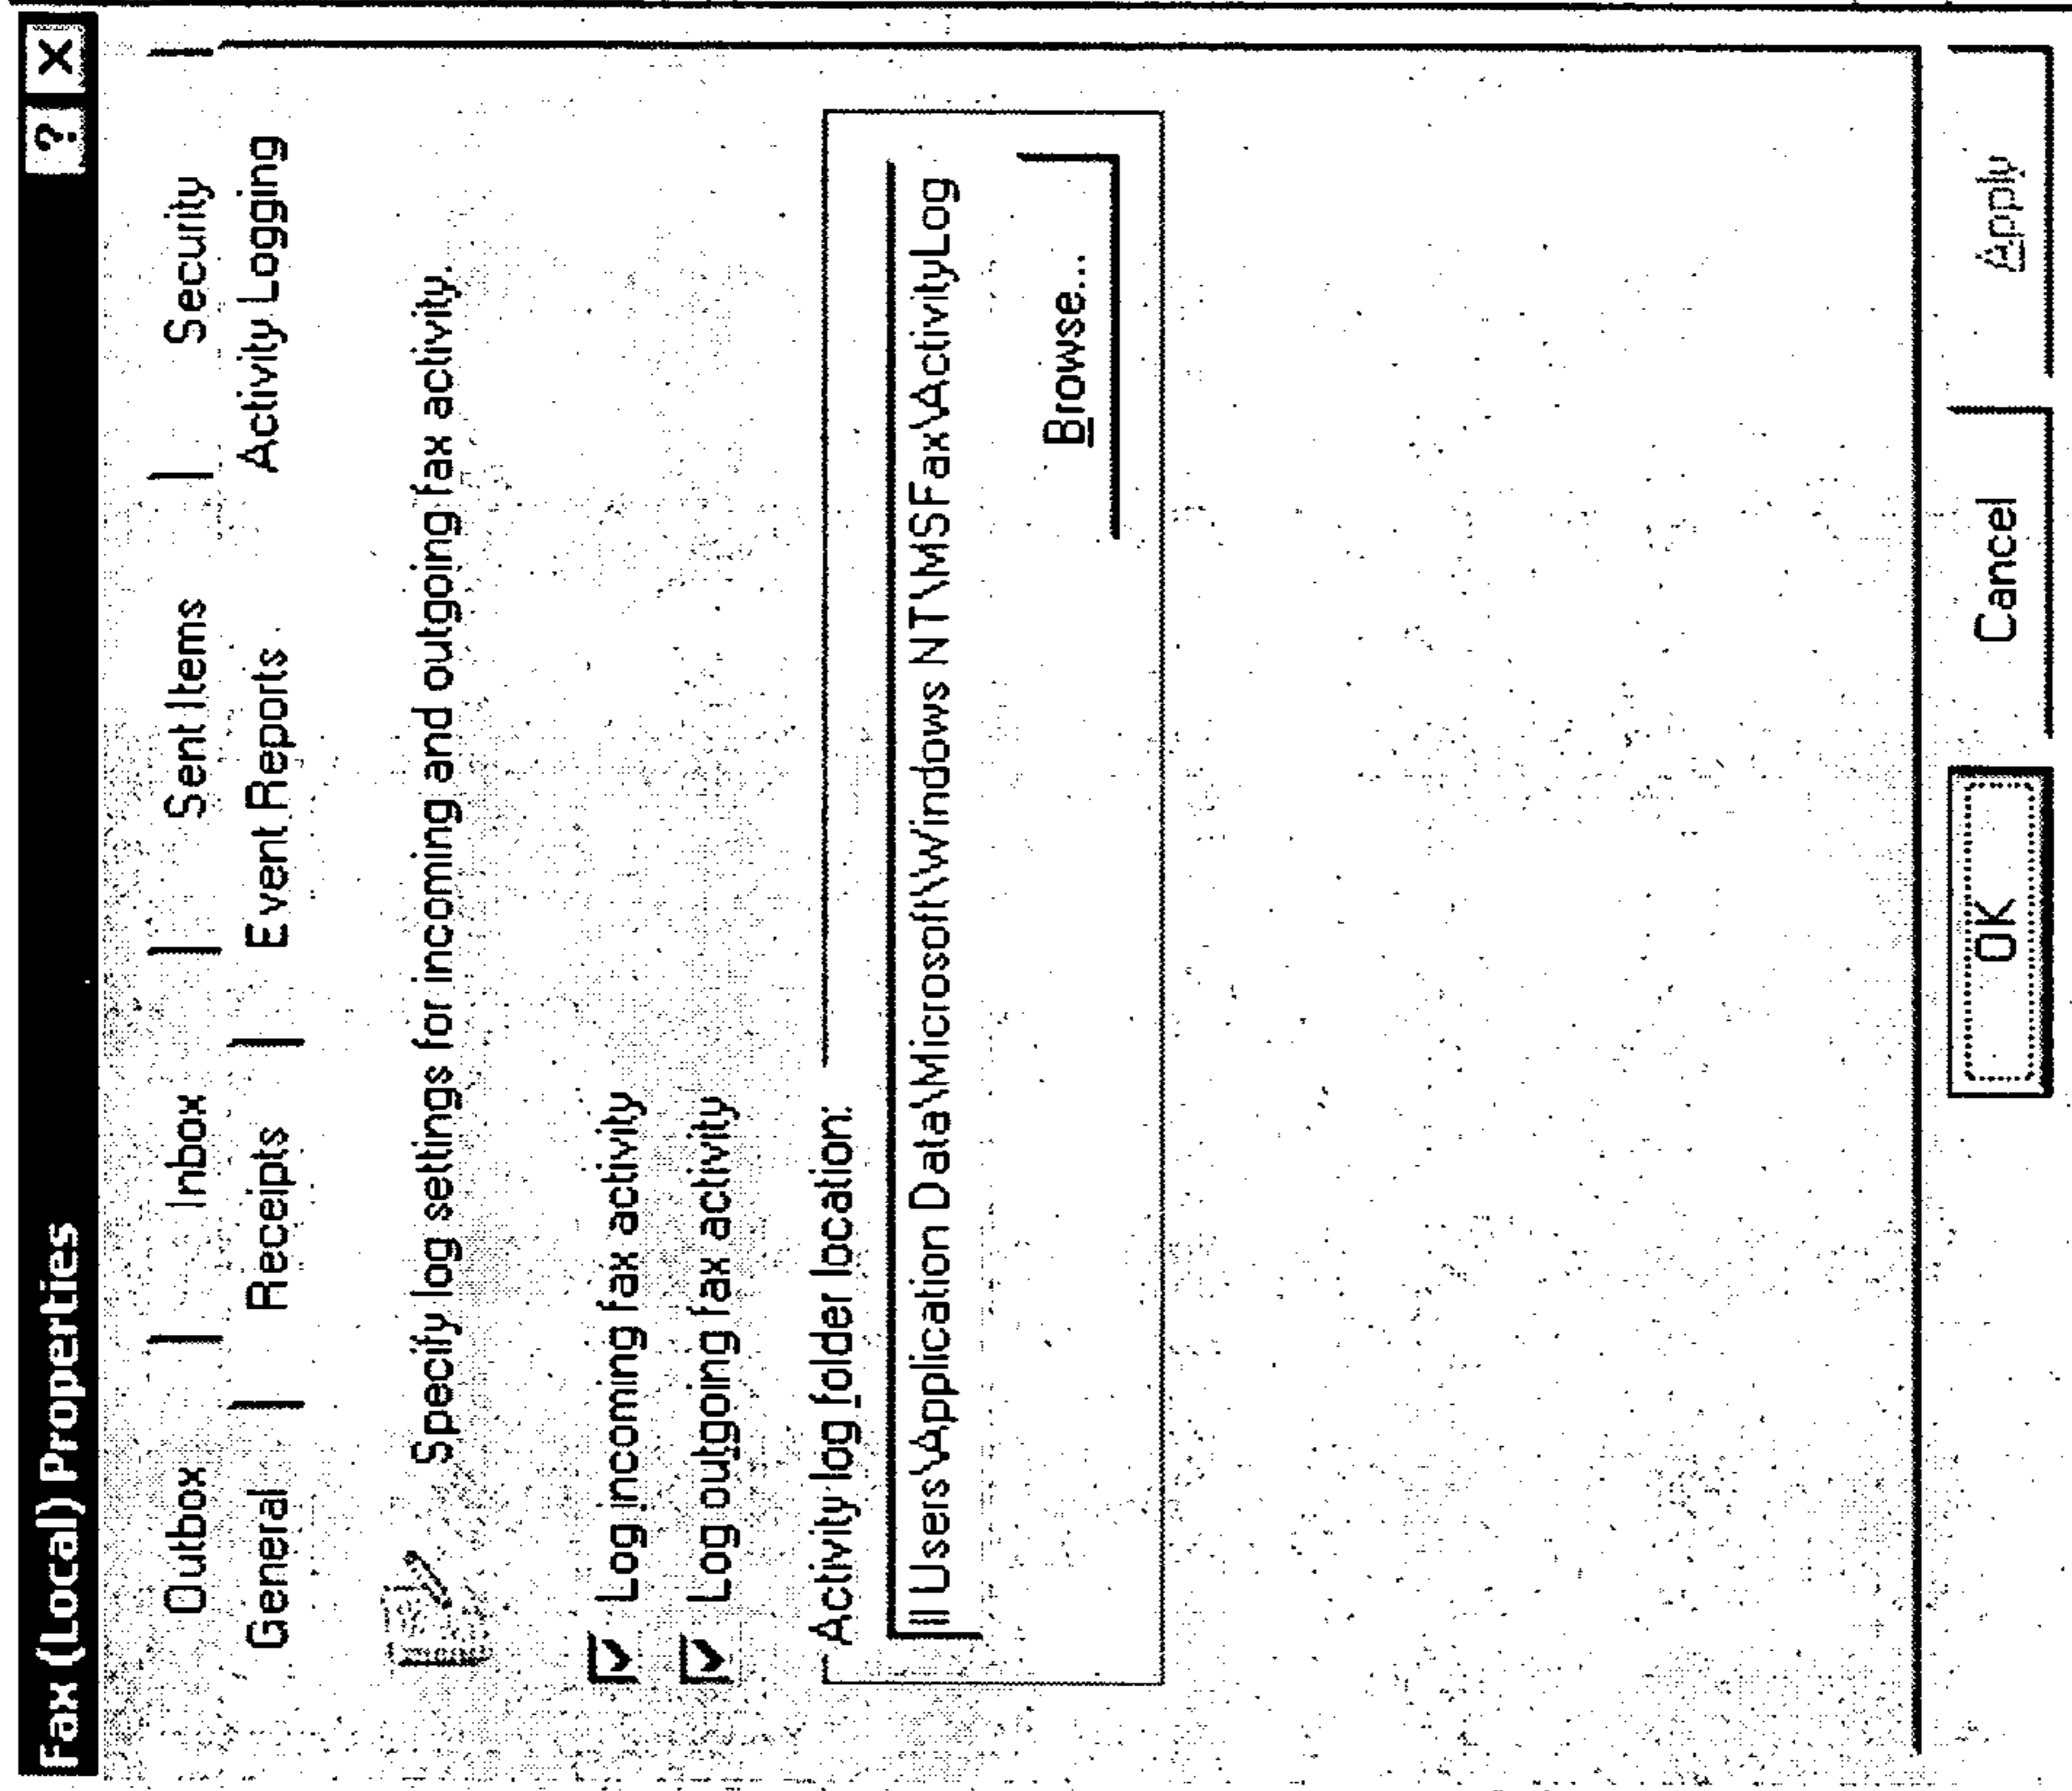 Fax (Local) Properties ? X
Outbox Inbox Sent Items Security
General Receipts Event Reports Activity Logging
Specify log settings for incoming and outgoing fax activity.
Log incoming fax activity
Log outgoing fax activity
Activity log folder location:
ll Users\Application Data\Microsoft\Windows NT\MSFax\ActivityLog
Browse...
OK Cancel Apply